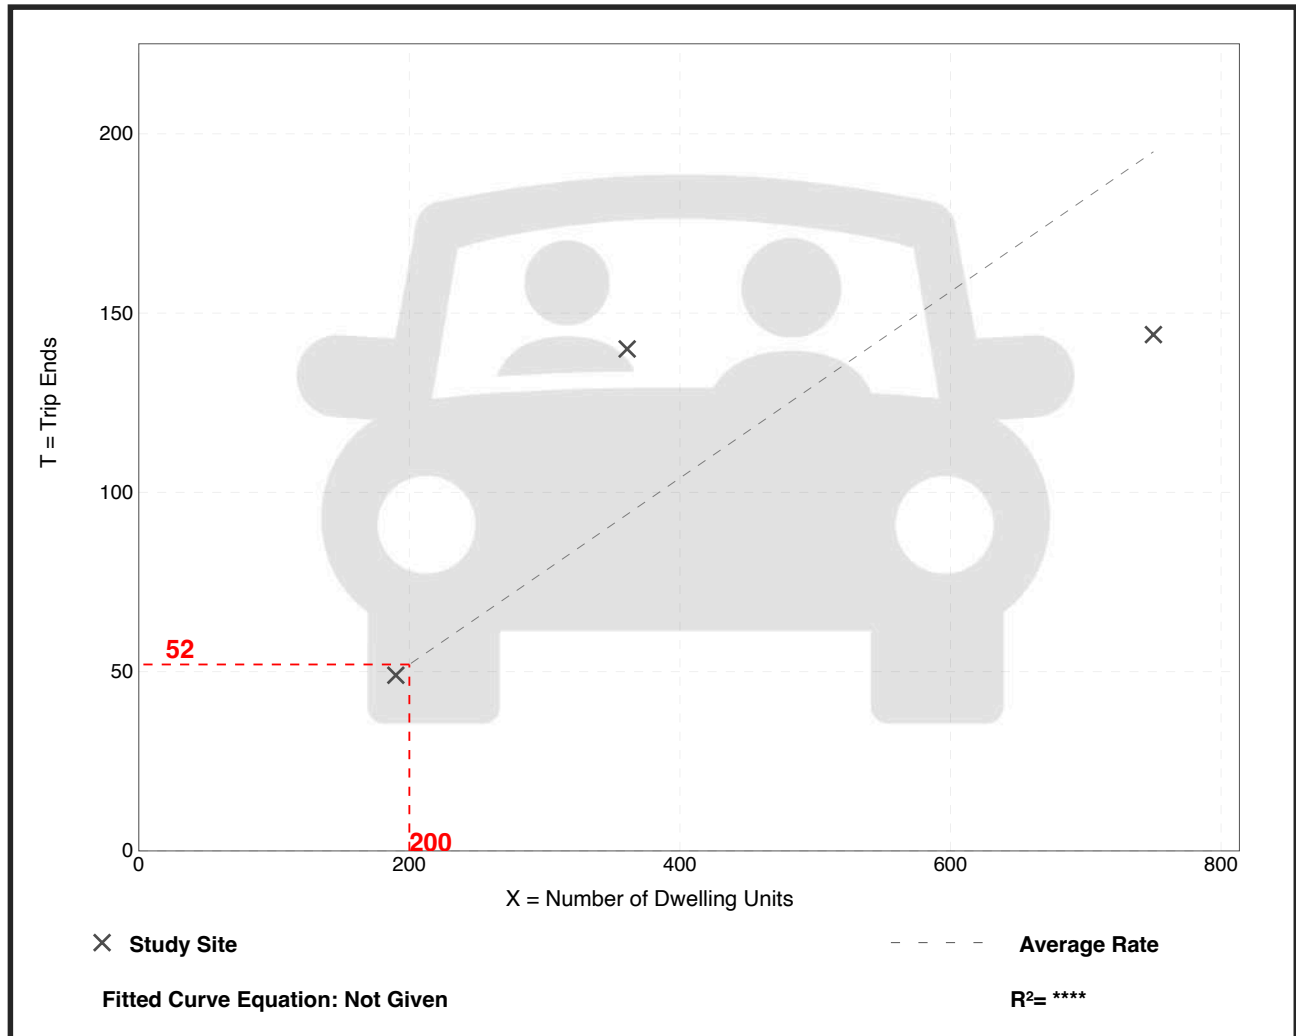 200
150
100
50
0
T = Trip Ends
52
200
0
200
400
600
800
X = Number of Dwelling Units
Study Site
Average Rate
Fitted Curve Equation: Not Given
R²= ****